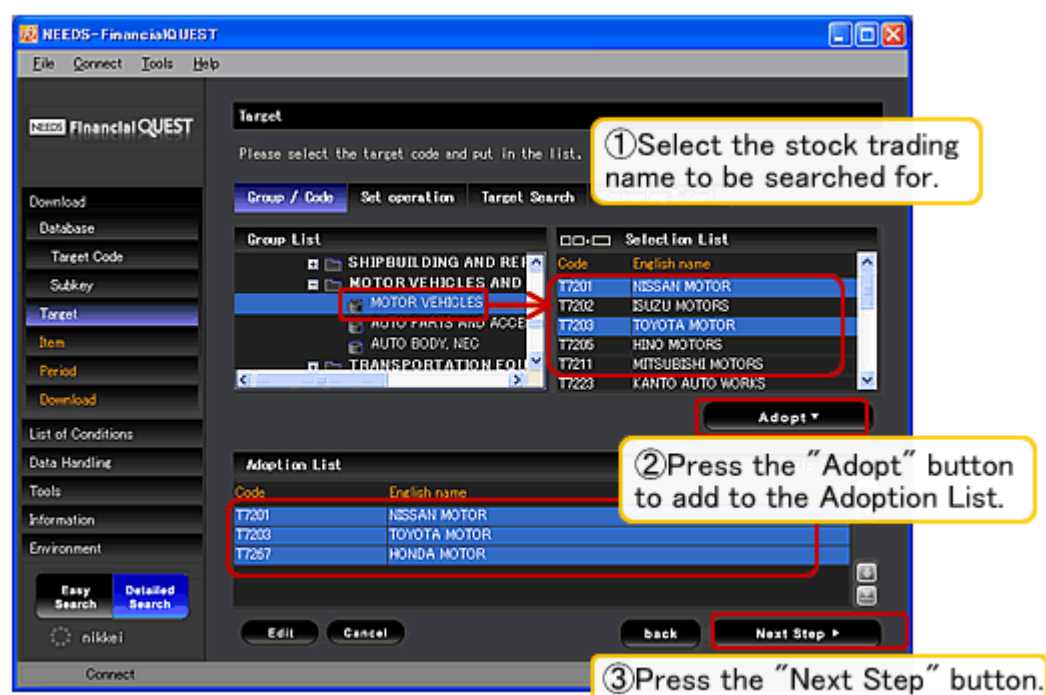 NEEDS-FinancialQUEST
File Connect Tools Help
NEEDS Financial QUEST
Target
Please select the target code and put in the list.
①Select the stock trading
name to be searched for.
Group / Code Set operation Target Search
Download
Database
Target Code
Subkey
Target
Item
Period
Download
List of Conditions
Data Handling
Tools
Information
Environment
Easy Search
Detailed Search
nikkei
Connect
Group List
SHIPBUILDING AND REF
MOTOR VEHICLES AND
MOTOR VEHICLES
AUTO PARTS AND ACCE
AUTO BODY, NEC
TRANSPORTATION EQU
Selection List
Code English name
T7201 NISSAN MOTOR
T7202 ISUZU MOTORS
T7203 TOYOTA MOTOR
T7205 HINO MOTORS
T7211 MITSUBISHI MOTORS
T7223 KANTO AUTO WORKS
Adopt ▼
②Press the "Adopt" button
to add to the Adoption List.
Adoption List
Code English name
T7201 NISSAN MOTOR
T7203 TOYOTA MOTOR
T7267 HONDA MOTOR
Edit Cancel back Next Step ▶
③Press the "Next Step" button.